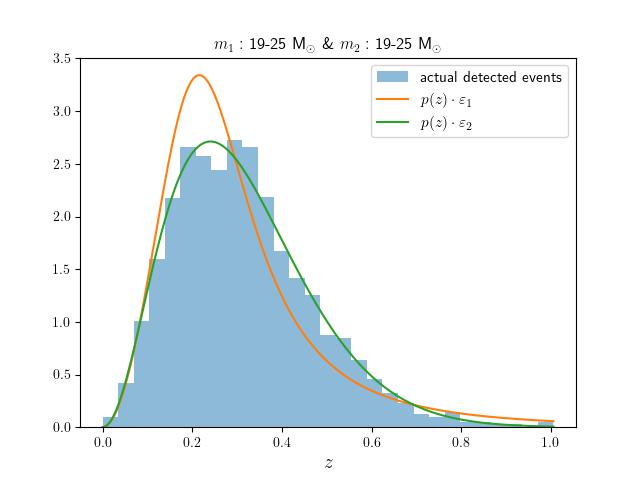 m₁ : 19-25 M☉ & m₂ : 19-25 M☉
3.5
3.0
2.5
2.0
1.5
1.0
0.5
0.0
actual detected events
p(z) · ε₁
p(z) · ε₂
0.0 0.2 0.4 0.6 0.8 1.0
z